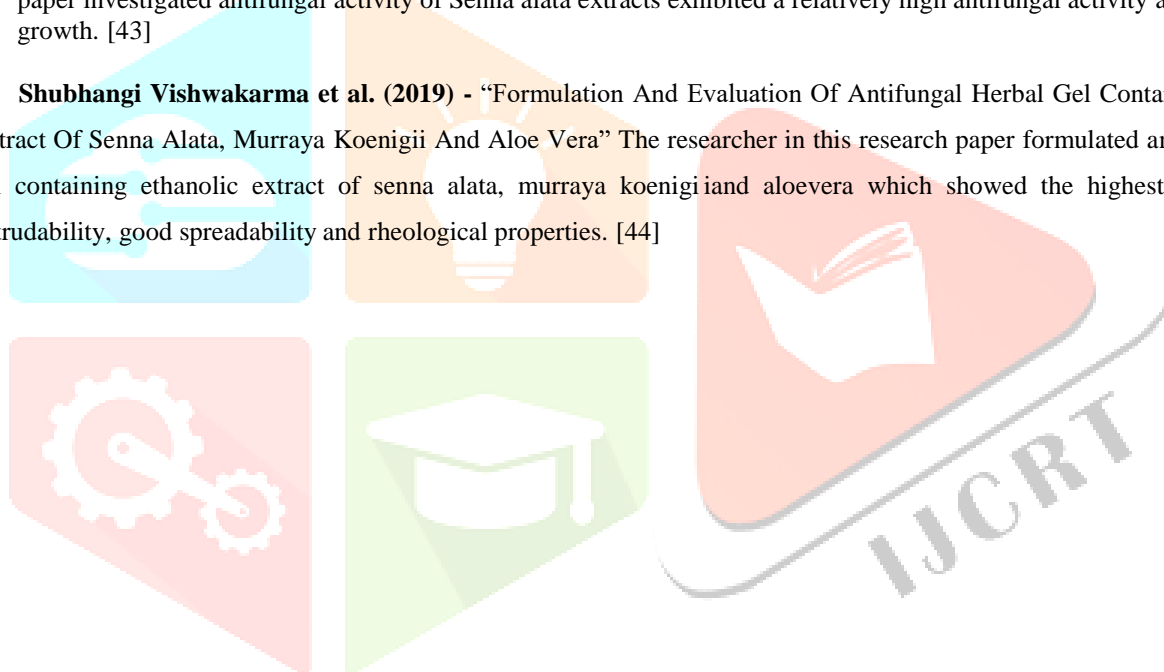 paper investigated antifungal activity of Senna alata extracts exhibited a relatively high antifungal activity a
growth. [43]
Shubhangi Vishwakarma et al. (2019) - “Formulation And Evaluation Of Antifungal Herbal Gel Conta
tract Of Senna Alata, Murraya Koenigii And Aloe Vera” The researcher in this research paper formulated a
containing ethanolic extract of senna alata, murraya koenigiiand aloevera which showed the highest
trudability, good spreadability and rheological properties. [44]
IJCRT